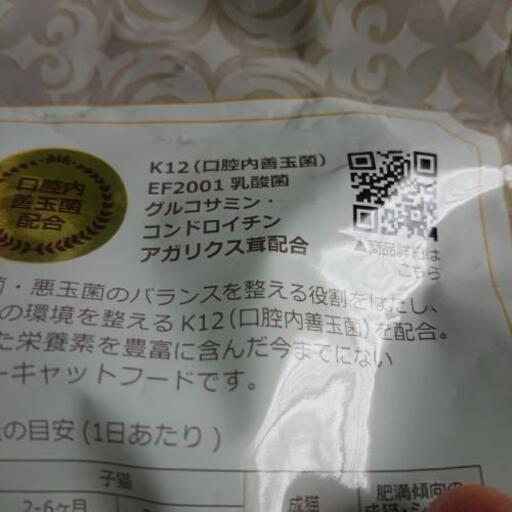 口腔内
善玉菌
配合
K12(口腔内善玉菌)
EF2001 乳酸菌
グルコサミン・
コンドロイチン
アガリクス茸配合
▲商品詳細は
こちら
菌・悪玉菌のバランスを整える役割をはたし、
の環境を整えるK12(口腔内善玉菌)を配合。
た栄養素を豊富に含んだ今までにない
ーキャットフードです。
の目安(1日あたり)
子猫
2-6ヶ月
成猫
肥満傾向の
成猫・シ